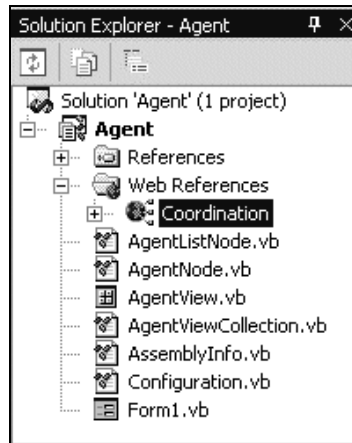 Solution Explorer - Agent
Solution 'Agent' (1 project)
Agent
References
Web References
Coordination
AgentListNode.vb
AgentNode.vb
AgentView.vb
AgentViewCollection.vb
AssemblyInfo.vb
Configuration.vb
Form1.vb